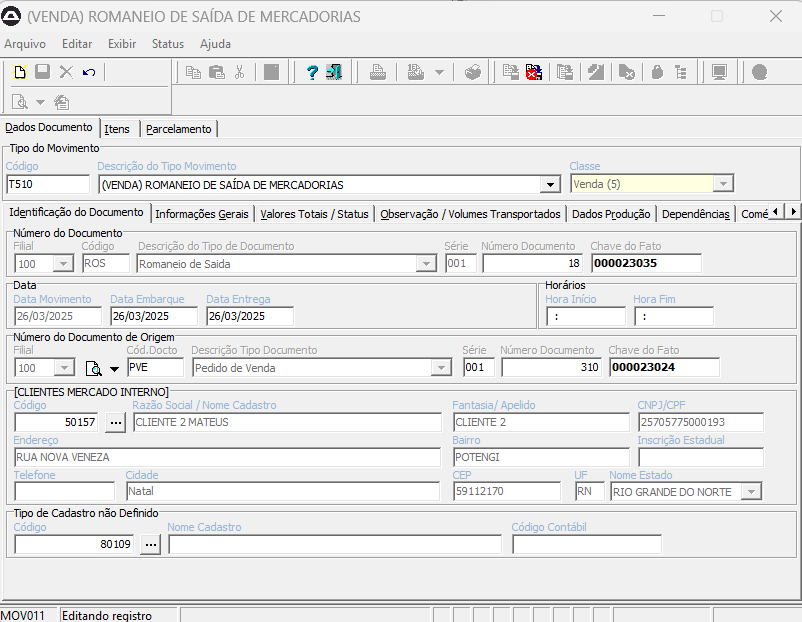 (VENDA) ROMANEIO DE SAÍDA DE MERCADORIAS
Arquivo Editar Exibir Status Ajuda
Dados Documento Itens Parcelamento
Tipo do Movimento
Código Descrição do Tipo Movimento Classe
T510 (VENDA) ROMANEIO DE SAÍDA DE MERCADORIAS Venda (5)
Identificação do Documento Informações Gerais Valores Totais / Status Observação / Volumes Transportados Dados Produção Dependências Comé
Número do Documento
Filial Código Descrição do Tipo de Documento Série Número Documento Chave do Fato
100 ROS Romaneio de Saida 001 18 000023035
Data Horários
Data Movimento Data Embarque Data Entrega Hora Início Hora Fim
26/03/2025 26/03/2025 26/03/2025 : :
Número do Documento de Origem
Filial Cód.Docto Descrição Tipo Documento Série Número Documento Chave do Fato
100 PVE Pedido de Venda 001 310 000023024
[CLIENTES MERCADO INTERNO]
Código Razão Social / Nome Cadastro Fantasia/ Apelido CNPJ/CPF
50157 ... CLIENTE 2 MATEUS CLIENTE 2 25705775000193
Endereço Bairro Inscrição Estadual
RUA NOVA VENEZA POTENGI
Telefone Cidade CEP UF Nome Estado
Natal 59112170 RN RIO GRANDE DO NORTE
Tipo de Cadastro não Definido
Código Nome Cadastro Código Contábil
80109 ...
MOV011 Editando registro